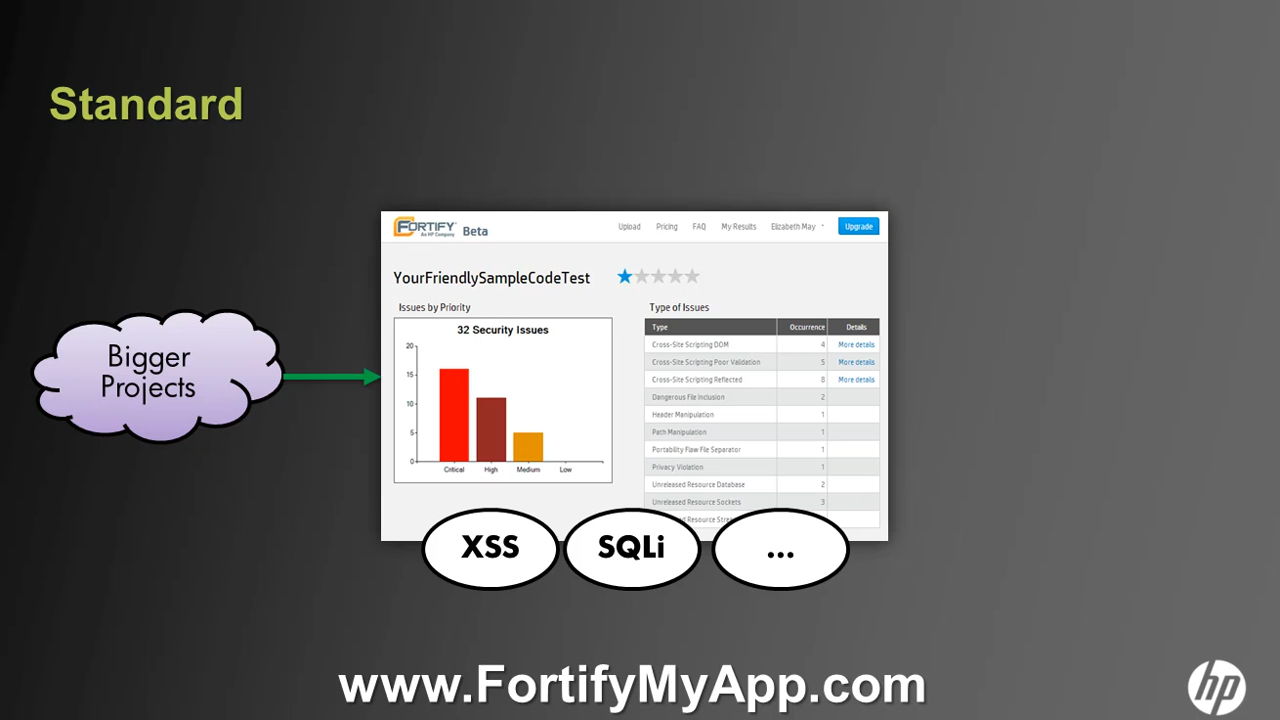 Standard
FORTIFY
An HP Company
Beta
Upload Pricing FAQ My Results Elizabeth May Upgrade
YourFriendlySampleCodeTest
Issues by Priority
32 Security Issues
20
15
10
5
0
Critical High Medium Low
Type of Issues
Type Occurrence Details
Cross-Site Scripting DOM 4 More details
Cross-Site Scripting Poor Validation 5 More details
Cross-Site Scripting Reflected 8 More details
Dangerous File Inclusion 2
Header Manipulation 1
Path Manipulation 1
Portability Flaw File Separator 1
Privacy Violation 1
Unreleased Resource Database 2
Unreleased Resource Sockets 3
Resource
Bigger
Projects
XSS SQLi ...
www.FortifyMyApp.com
hp